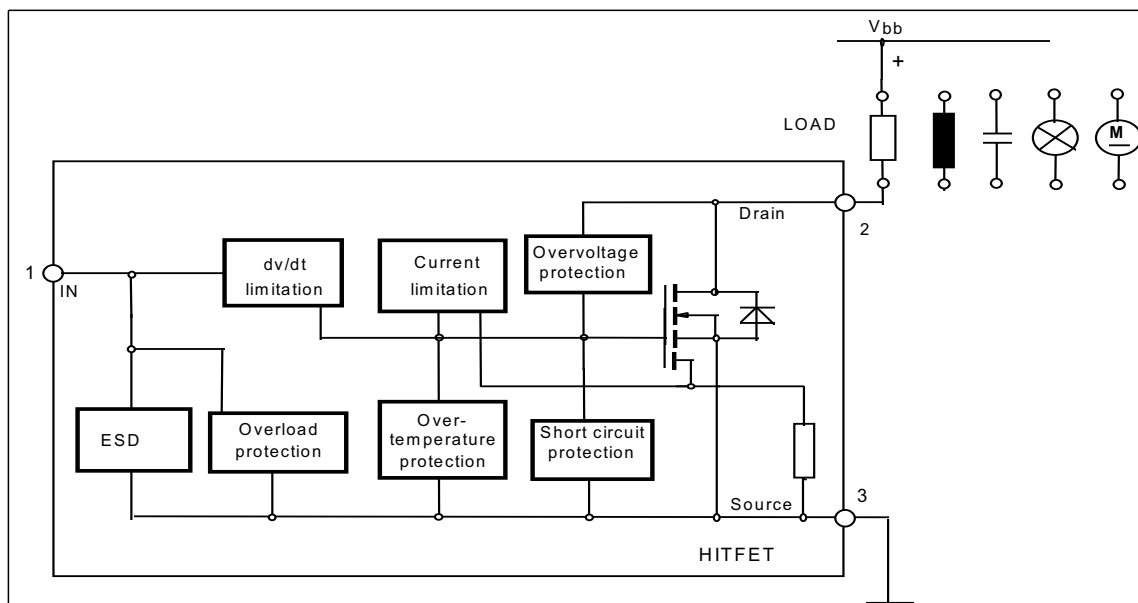 Vbb
+
LOAD
M
Drain
2
1
IN
dv/dt
limitation
Current
limitation
Overvoltage
protection
ESD
Overload
protection
Over-
temperature
protection
Short circuit
protection
Source
3
HITFET